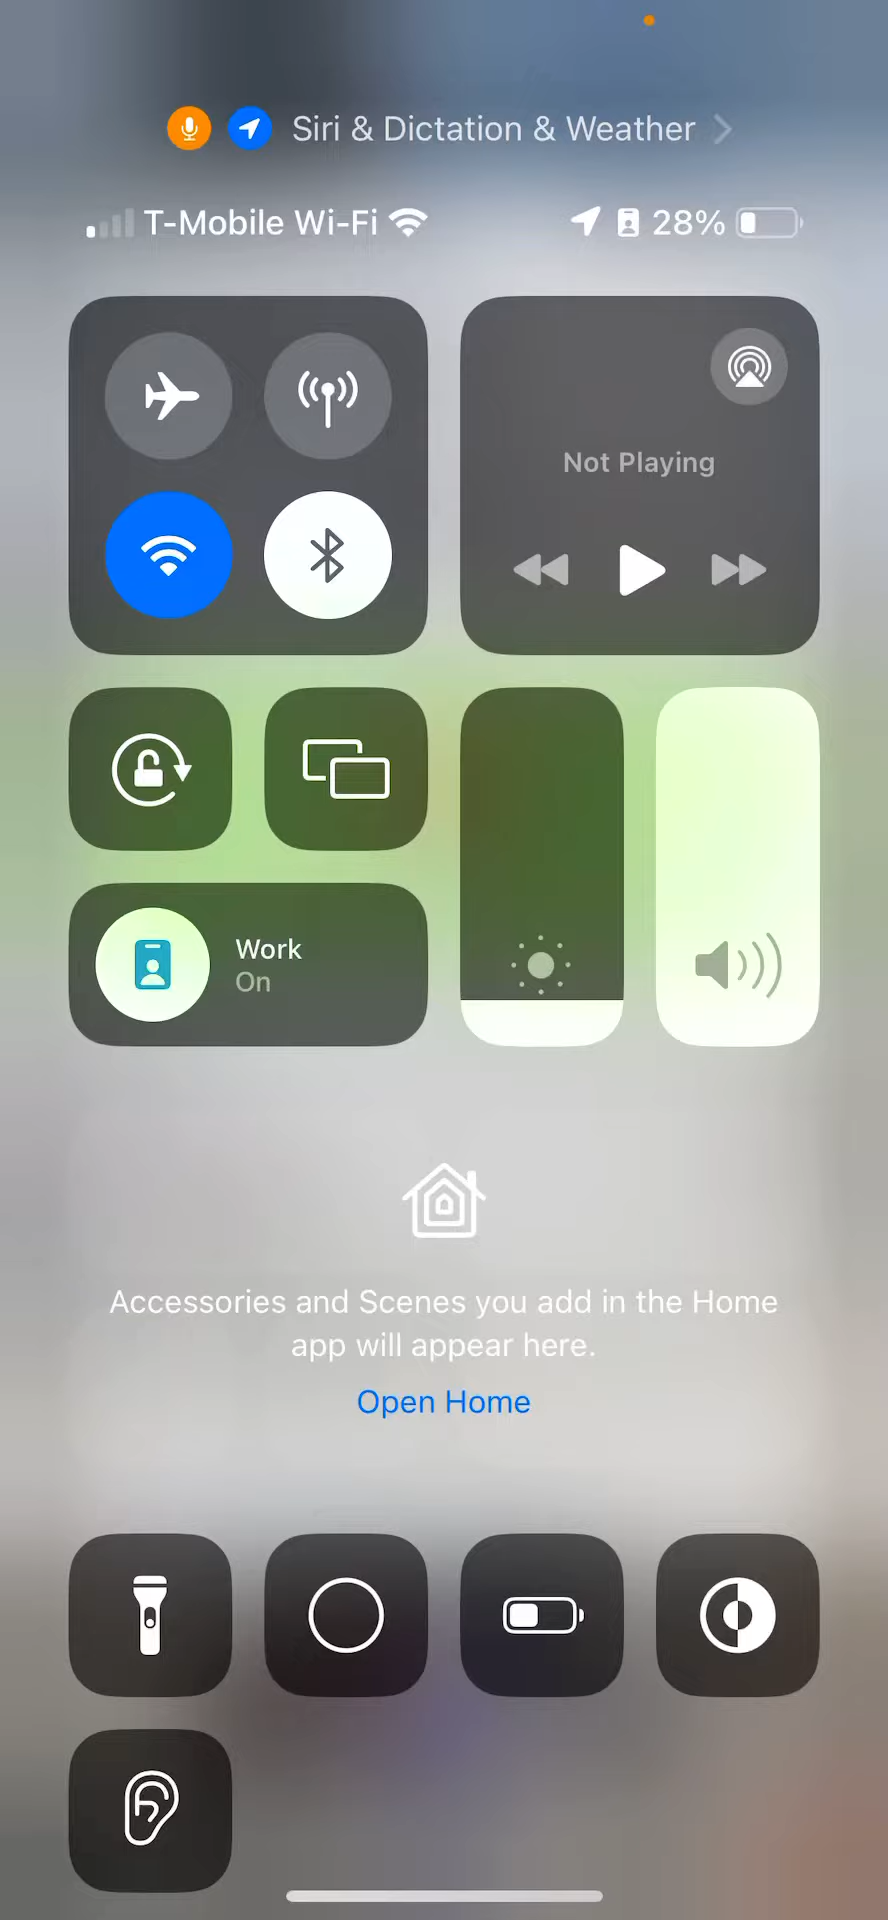 Siri & Dictation & Weather
T-Mobile Wi-Fi 28%
Not Playing
Work
On
Accessories and Scenes you add in the Home
app will appear here.
Open Home